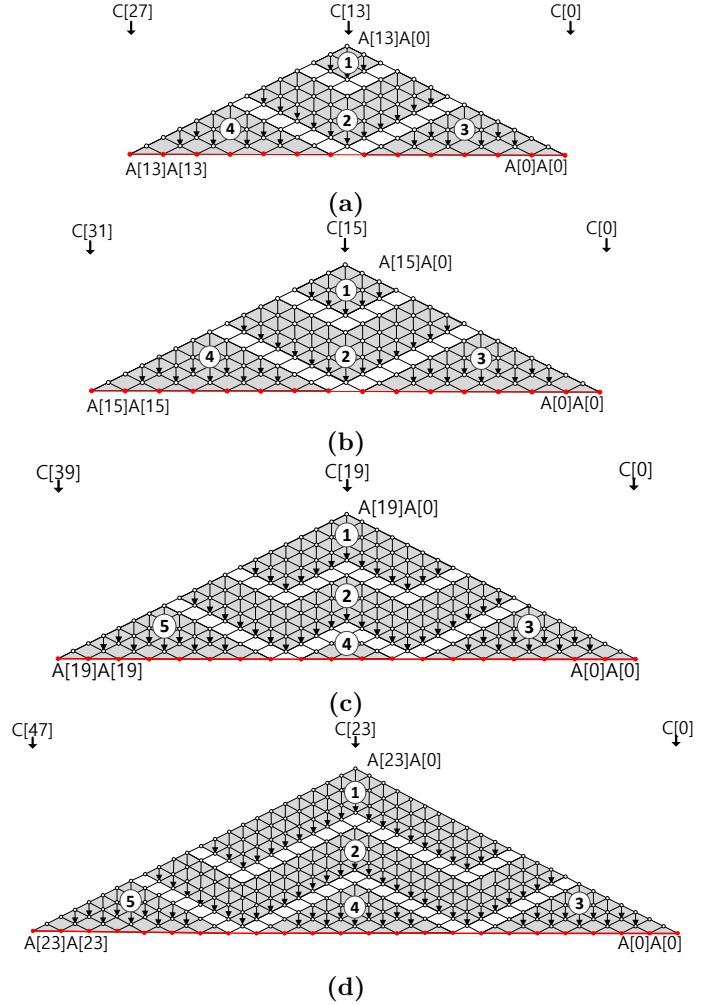 C[27] C[13] C[0]
A[13]A[0]
1
2
4 3
A[13]A[13] A[0]A[0]
(a)
C[31] C[15] C[0]
A[15]A[0]
1
4 2 3
A[15]A[15] A[0]A[0]
(b)
C[39] C[19] C[0]
A[19]A[0]
1
2
5 3
4
A[19]A[19] A[0]A[0]
(c)
C[47] C[23] C[0]
A[23]A[0]
1
2
5 4 3
A[23]A[23] A[0]A[0]
(d)